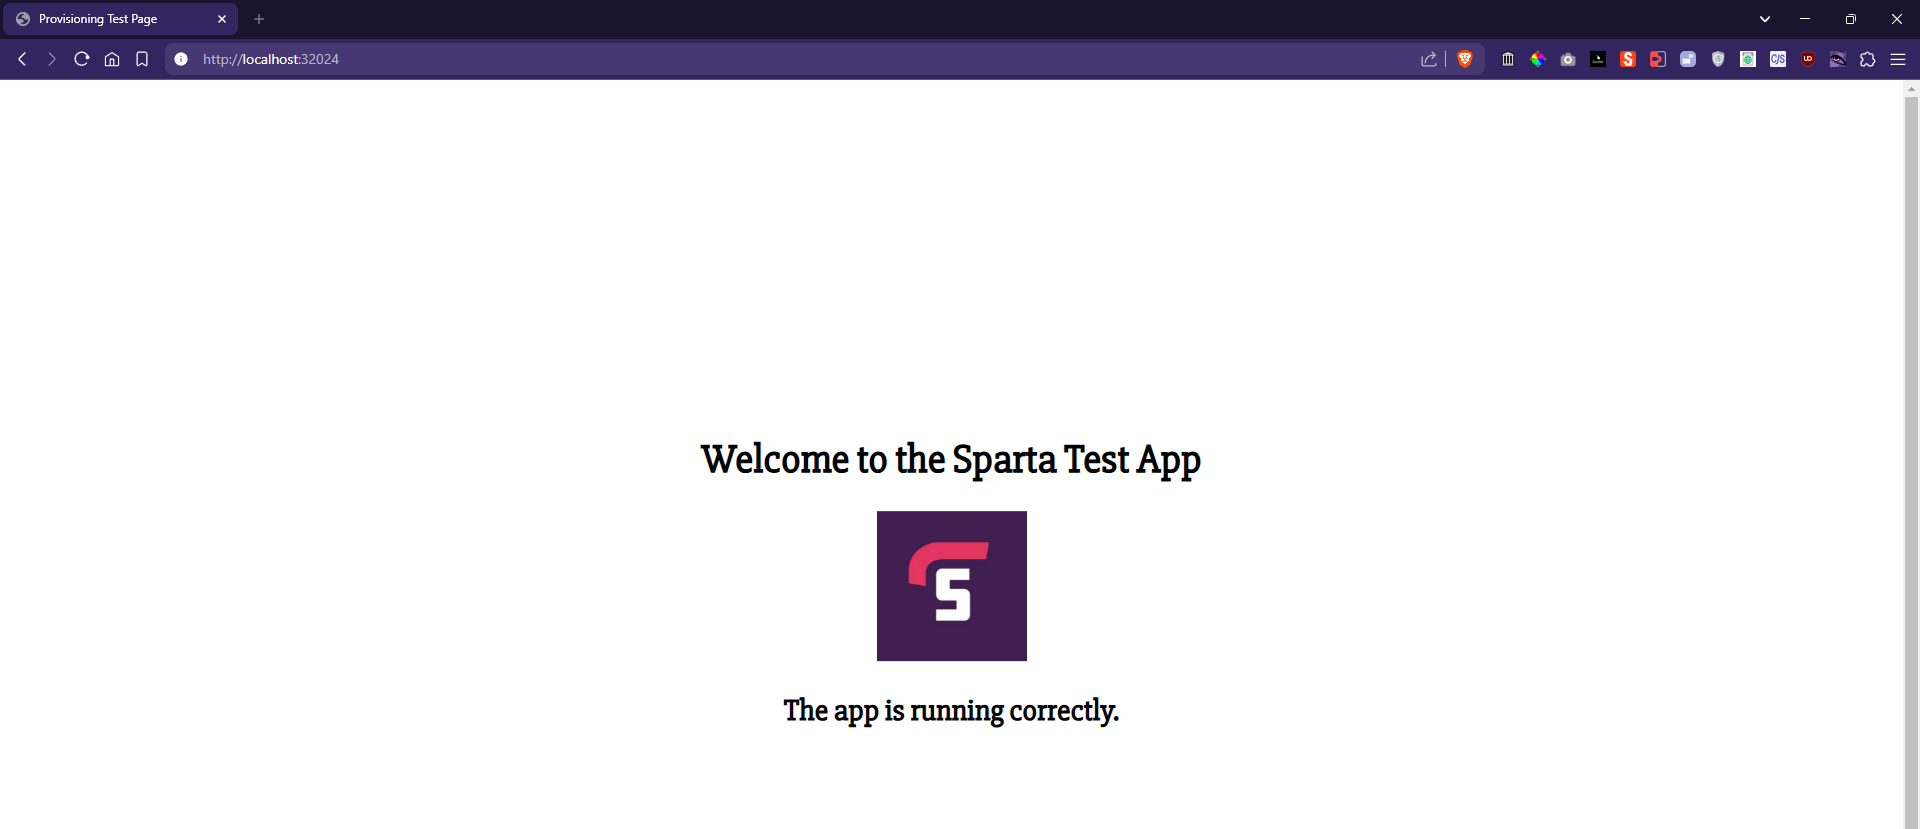 Provisioning Test Page
http://localhost:32024
Welcome to the Sparta Test App
S
The app is running correctly.